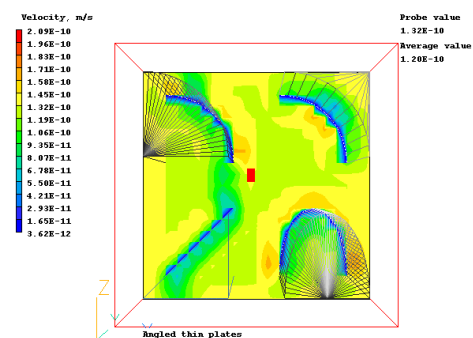 Velocity, m/s
2.09E-10
1.96E-10
1.83E-10
1.71E-10
1.58E-10
1.45E-10
1.32E-10
1.19E-10
1.06E-10
9.35E-11
8.07E-11
6.78E-11
5.50E-11
4.21E-11
2.93E-11
1.65E-11
3.62E-12
Probe value
1.32E-10
Average value
1.20E-10
Z
Angled thin plates